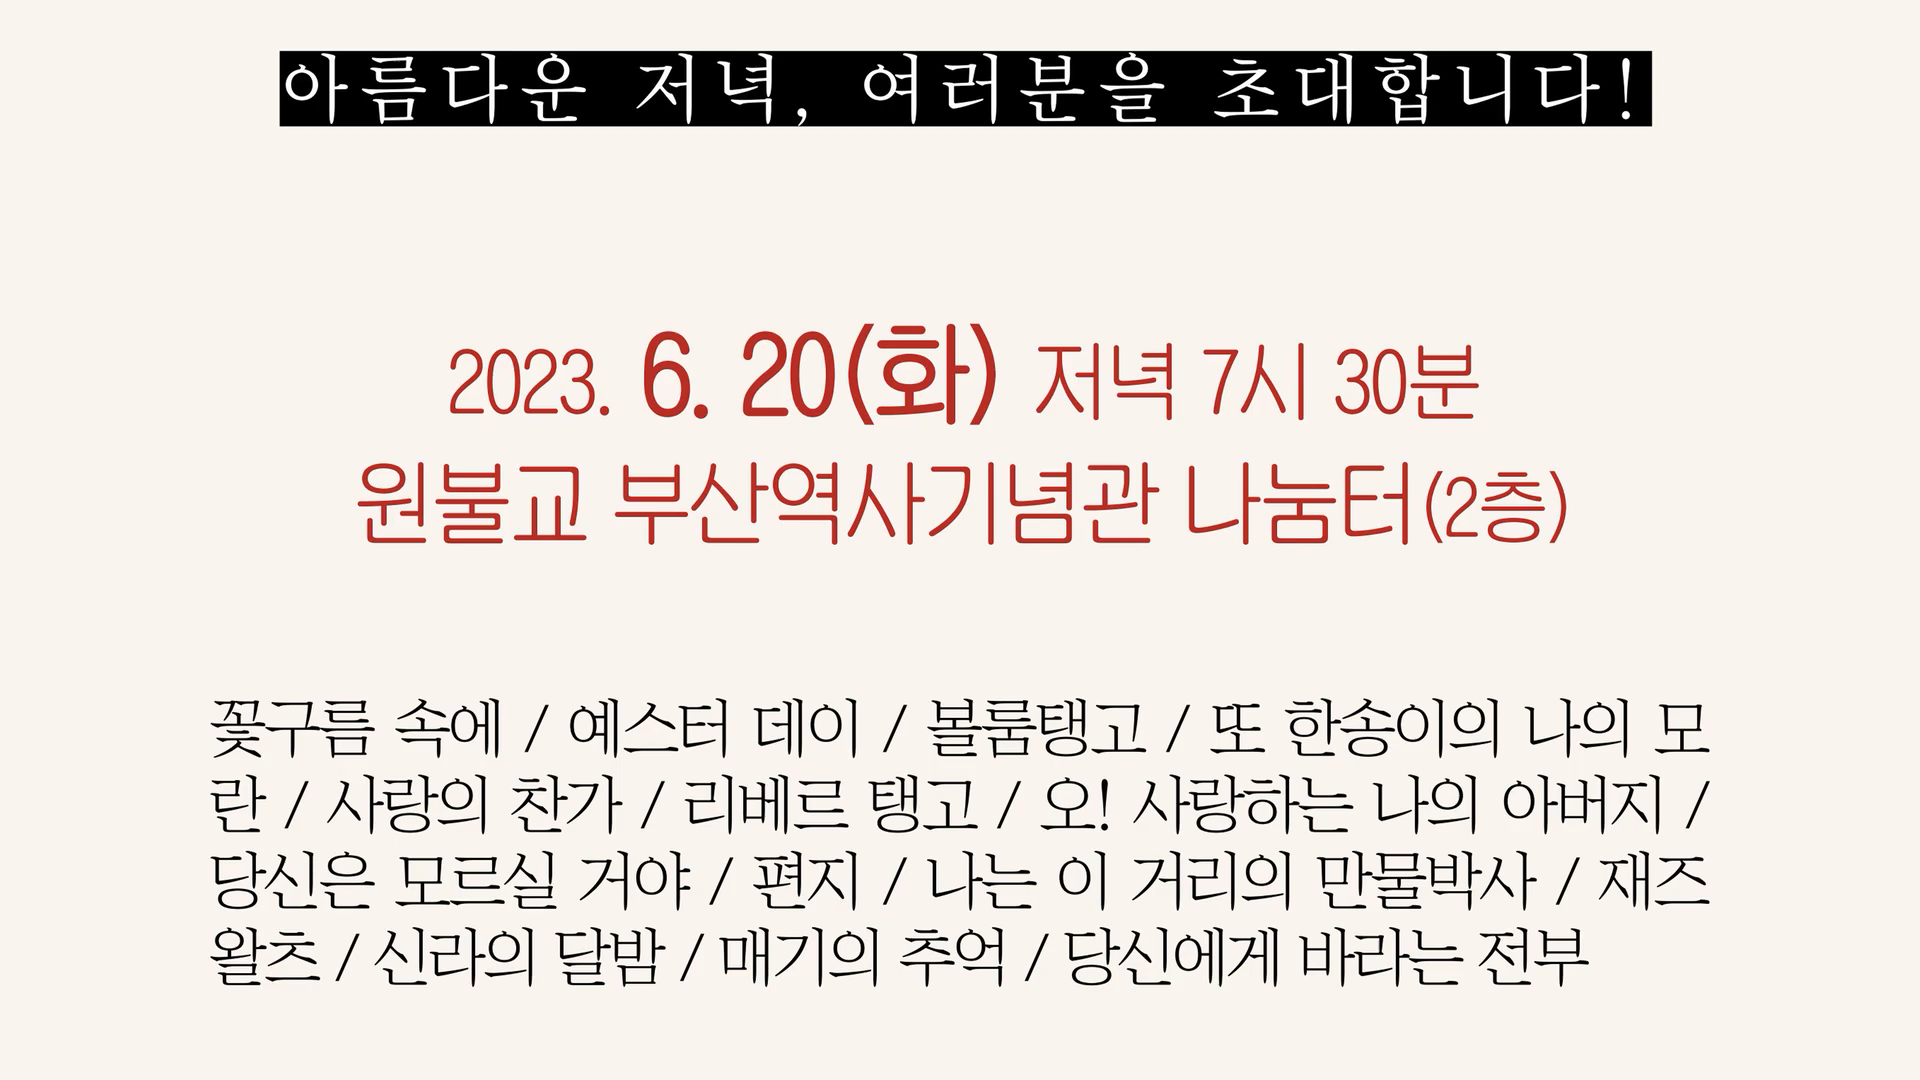 아름다운 저녁, 여러분을 초대합니다!
2023. 6. 20(화) 저녁 7시 30분
원불교 부산역사기념관 나눔터(2층)
꽃구름 속에 / 예스터 데이 / 볼룸탱고 / 또 한송이의 나의 모
란 / 사랑의 찬가 / 리베르 탱고 / 오! 사랑하는 나의 아버지 /
당신은 모르실 거야 / 편지 / 나는 이 거리의 만물박사 / 재즈
왈츠 / 신라의 달밤 / 매기의 추억 / 당신에게 바라는 전부